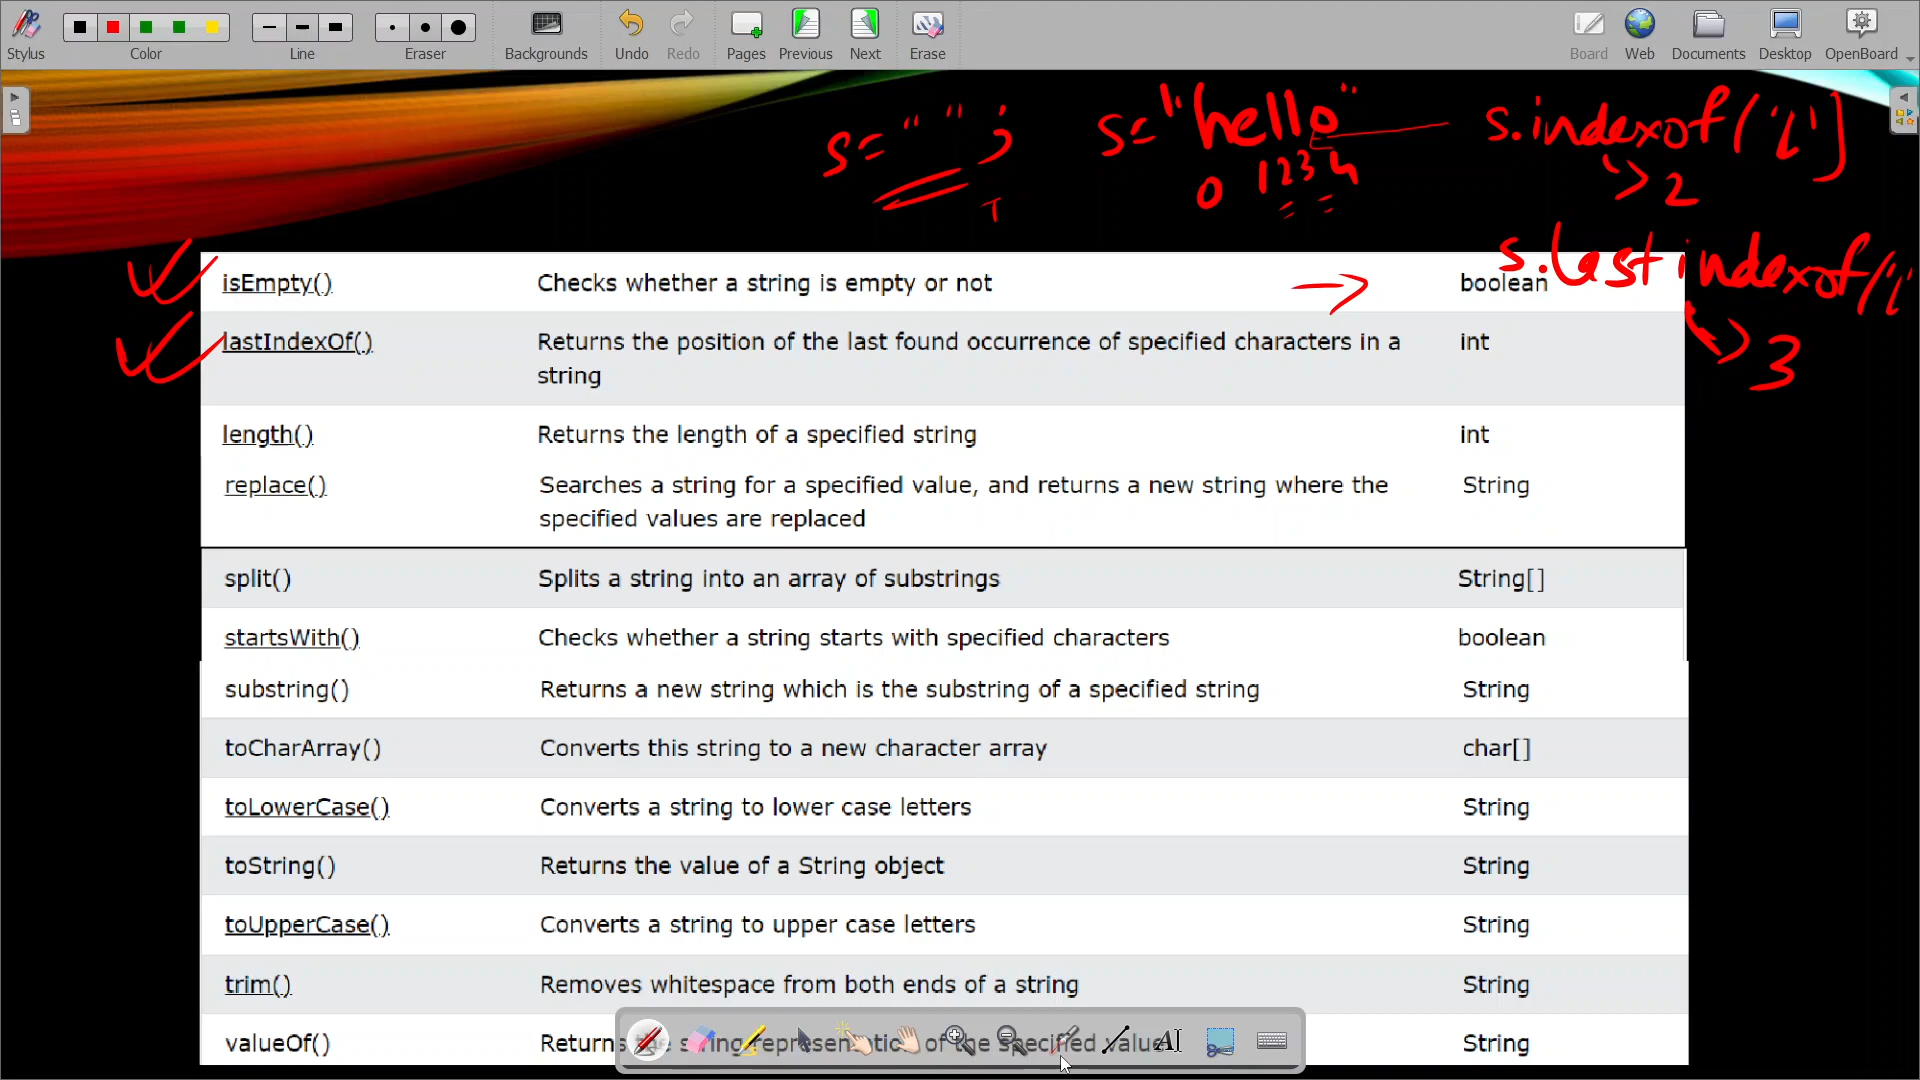 Stylus Color Line Eraser Backgrounds Undo Redo Pages Previous Next Erase Board Web Documents Desktop OpenBoard
s=" "; s="hello" s.indexof('l')
T 0 1 2 3 4 > 2
s.lastindexof('l
> 3
isEmpty() Checks whether a string is empty or not boolean
lastIndexOf() Returns the position of the last found occurrence of specified characters in a int
string
length() Returns the length of a specified string int
replace() Searches a string for a specified value, and returns a new string where the String
specified values are replaced
split() Splits a string into an array of substrings String[]
startsWith() Checks whether a string starts with specified characters boolean
substring() Returns a new string which is the substring of a specified string String
toCharArray() Converts this string to a new character array char[]
toLowerCase() Converts a string to lower case letters String
toString() Returns the value of a String object String
toUpperCase() Converts a string to upper case letters String
trim() Removes whitespace from both ends of a string String
valueOf() Returns the string representation of the specified value String